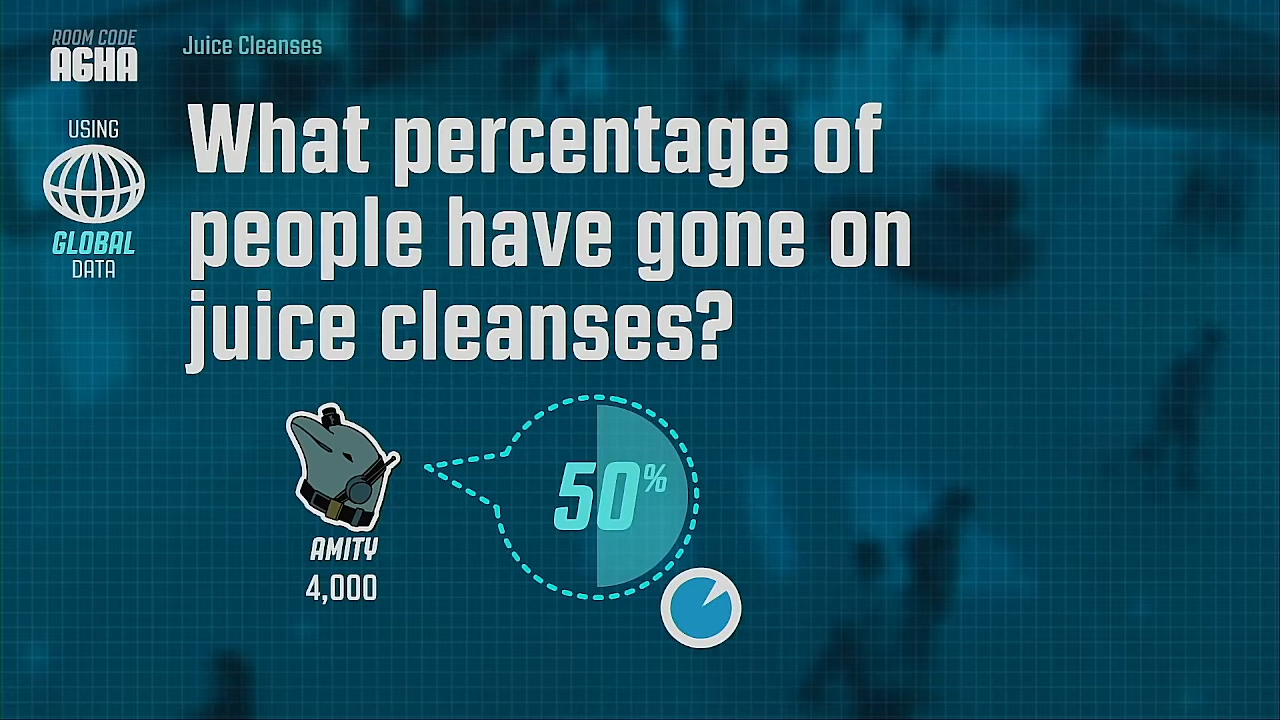 ROOM CODE
AGHA
Juice Cleanses
USING
GLOBAL
DATA
What percentage of
people have gone on
juice cleanses?
50%
AMITY
4,000